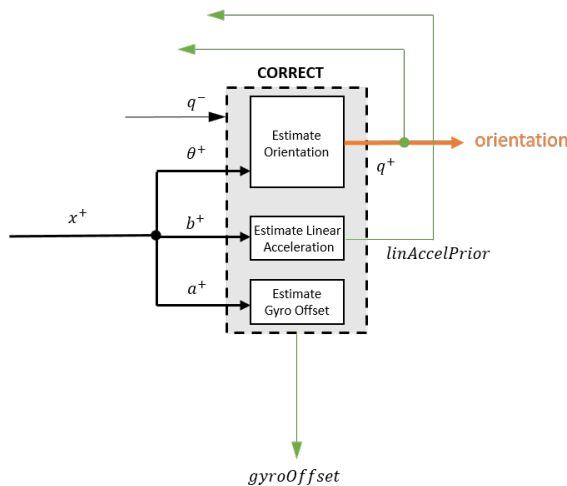 CORRECT
q⁻
Estimate
Orientation
orientation
θ⁺
q⁺
x⁺
b⁺
Estimate Linear
Acceleration
linAccelPrior
a⁺
Estimate
Gyro Offset
gyroOffset